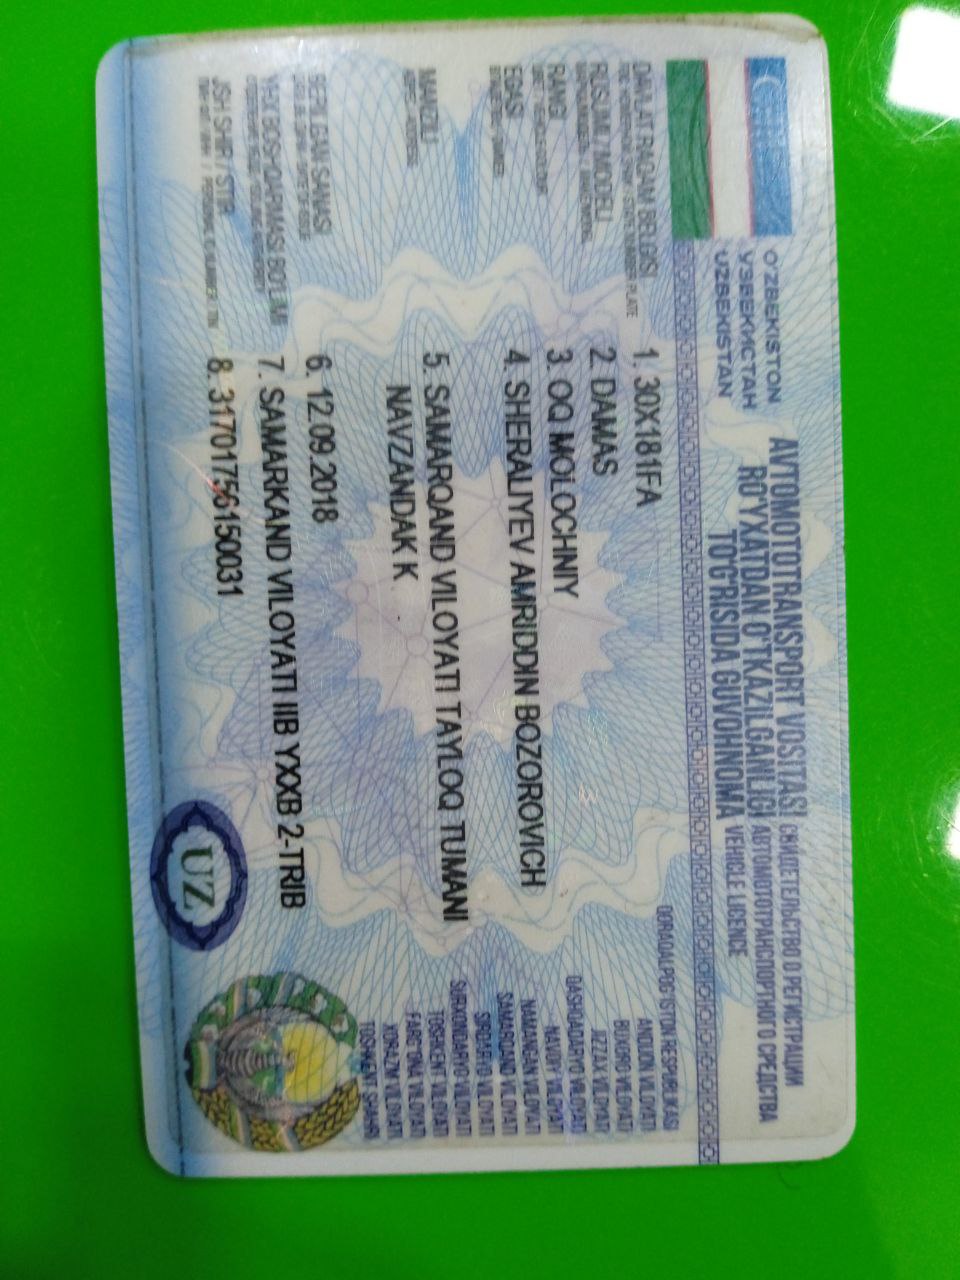 O'ZBEKISTON
УЗБЕКИСТАН
UZBEKISTAN
AVTOMOTOTRANSPORT VOSITASI
RO'YXATDAN O'TKAZILGANLIGI
TO'G'RISIDA GUVOHNOMA
СВИДЕТЕЛЬСТВО О РЕГИСТРАЦИИ
АВТОМОТОТРАНСПОРТНОГО СРЕДСТВА
VEHICLE LICENCE
DAVLAT RAQAM BELGISI
1. 30X181FA
RUSUMI / MODELI
2. DAMAS
RANGI
3. OQ MOLOCHNIY
EGASI
4. SHERALIYEV AMRIDDIN BOZOROVICH
MANZILI
5. SAMARQAND VILOYATI TAYLOQ TUMANI
NAVZANDAK K
BERILGAN SANASI
6. 12.09.2018
YHX BOSHQARMASI BO'LIMI
7. SAMARKAND VILOYATI IIB YXXB 2-TRIB
JSH SHIR / STIR
8. 31701756150031
QORAQALPOG'ISTON RESPUBLIKASI
ANDIJON VILOYATI
BUXORO VILOYATI
JIZZAX VILOYATI
QASHQADARYO VILOYATI
NAVOIY VILOYATI
NAMANGAN VILOYATI
SAMARQAND VILOYATI
SIRDARYO VILOYATI
SURXONDARYO VILOYATI
TOSHKENT VILOYATI
FARG'ONA VILOYATI
XORAZM VILOYATI
TOSHKENT SHAHRI
UZ